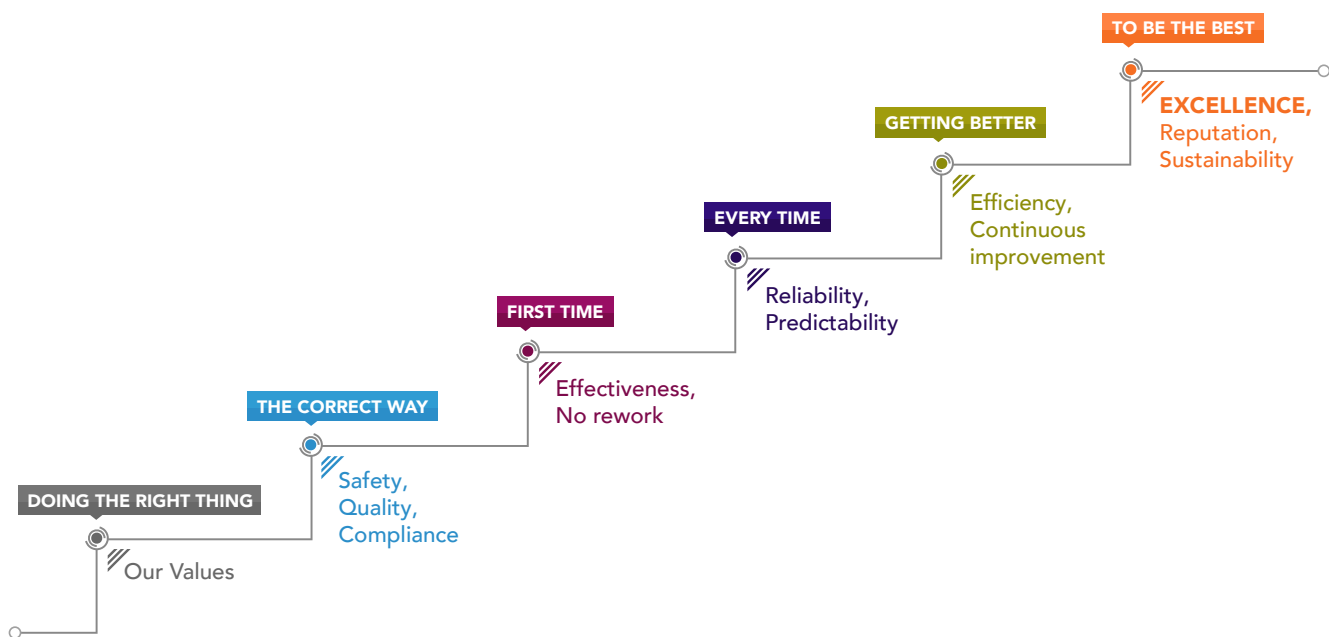 DOING THE RIGHT THING
Our Values
THE CORRECT WAY
Safety,
Quality,
Compliance
FIRST TIME
Effectiveness,
No rework
EVERY TIME
Reliability,
Predictability
GETTING BETTER
Efficiency,
Continuous
improvement
TO BE THE BEST
EXCELLENCE,
Reputation,
Sustainability